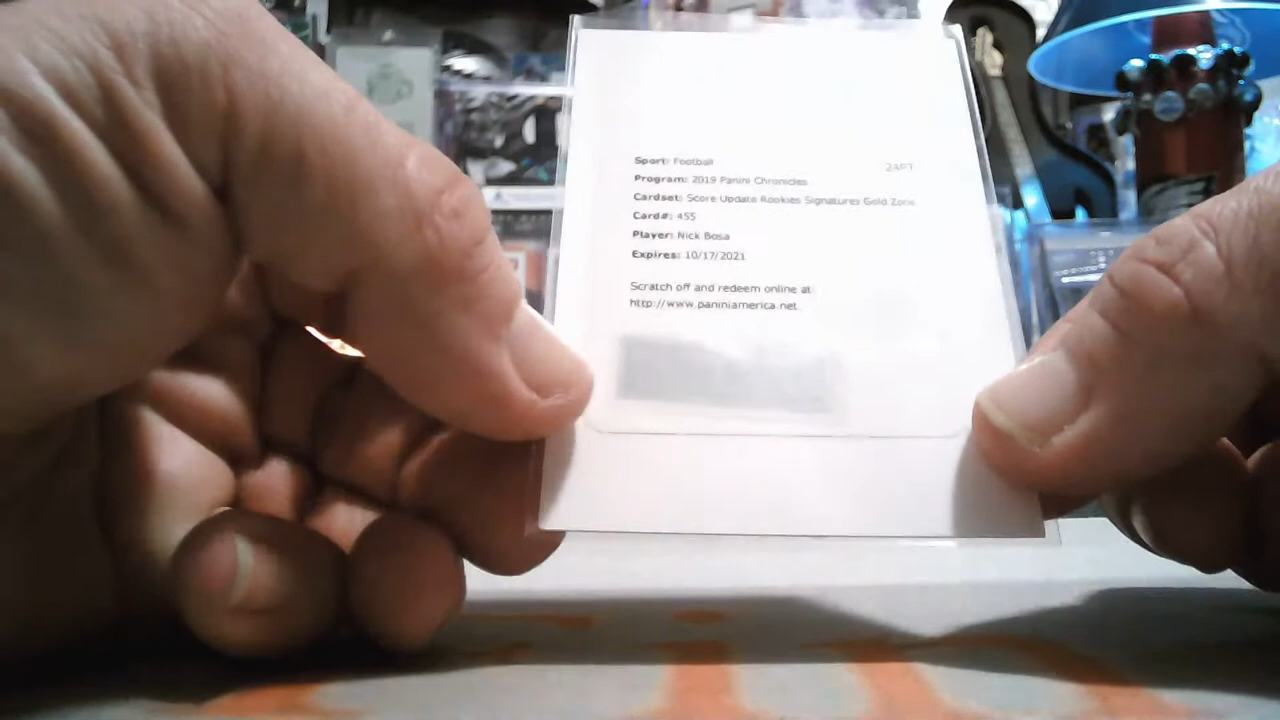 Sport: Football
24PT
Program: 2019 Panini Chronicles
Cardset: Score Update Rookies Signatures Gold Zone
Card#: 455
Player: Nick Bosa
Expires: 10/17/2021
Scratch off and redeem online at
http://www.paniniamerica.net